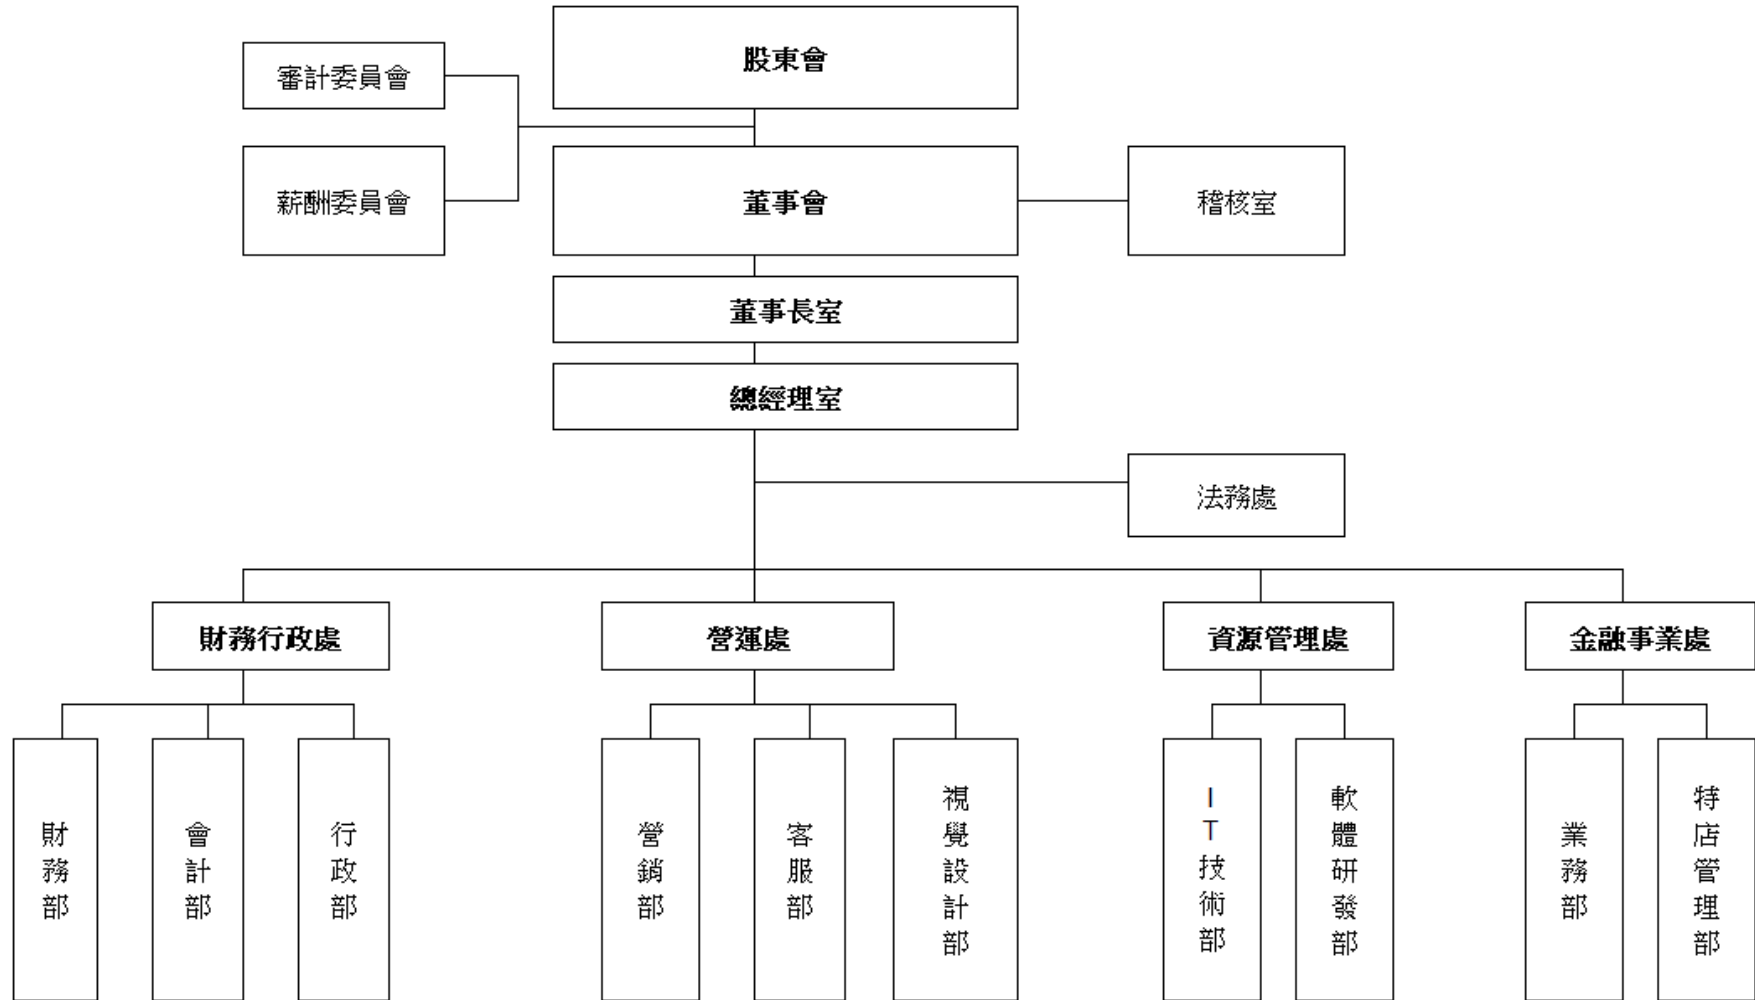 股東會
審計委員會
薪酬委員會
董事會
稽核室
董事長室
總經理室
法務處
財務行政處
營運處
資源管理處
金融事業處
財務部
會計部
行政部
營銷部
客服部
視覺設計部
IT技術部
軟體研發部
業務部
特店管理部